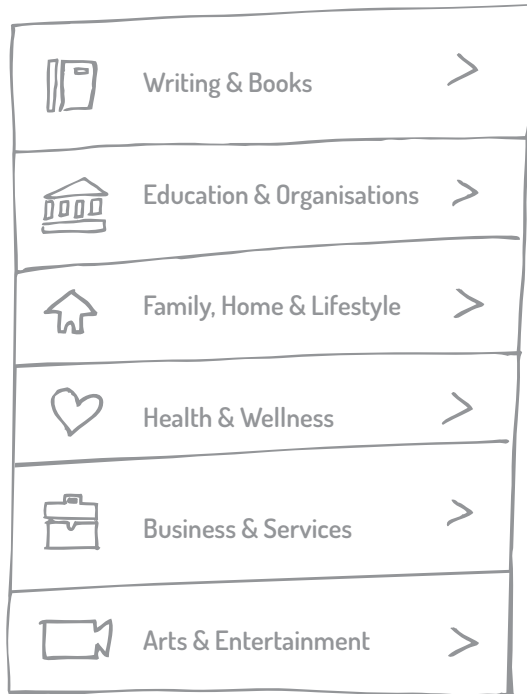 Writing & Books
Education & Organisations
Family, Home & Lifestyle
Health & Wellness
Business & Services
Arts & Entertainment